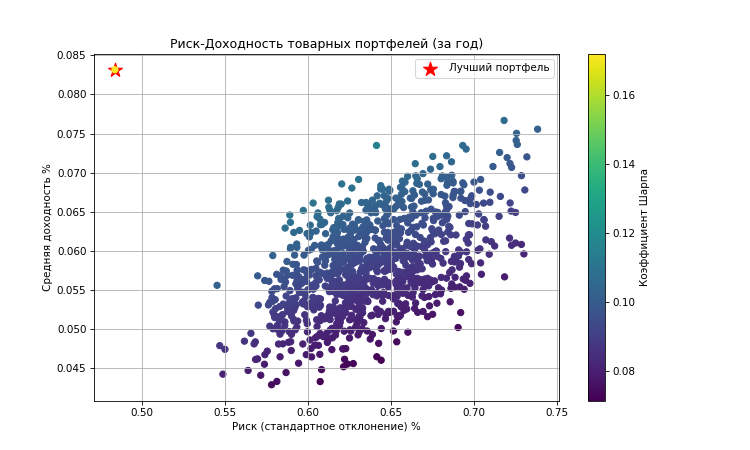 Риск-Доходность товарных портфелей (за год)
Лучший портфель
Средняя доходность %
0.085
0.080
0.075
0.070
0.065
0.060
0.055
0.050
0.045
0.50 0.55 0.60 0.65 0.70 0.75
Риск (стандартное отклонение) %
0.16
0.14
0.12
0.10
0.08
Коэффициент Шарпа